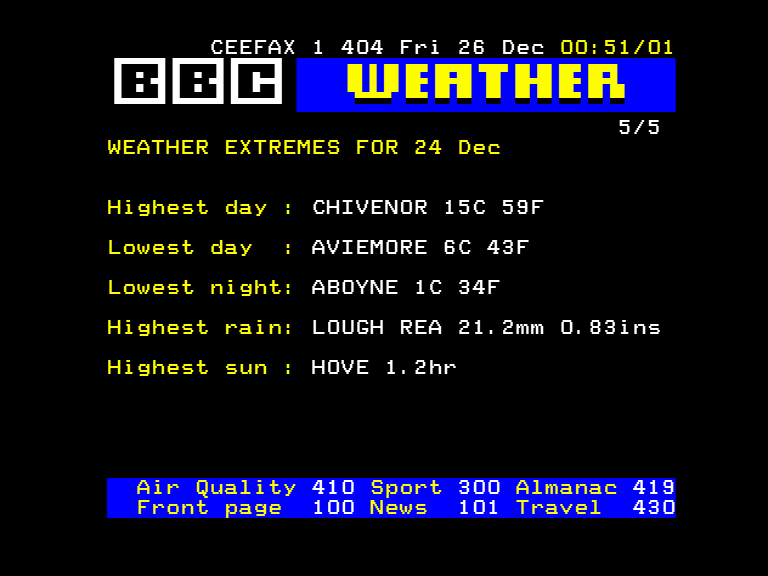 CEEFAX 1 404 Fri 26 Dec 00:51/01
BBC WEATHER
5/5
WEATHER EXTREMES FOR 24 Dec
Highest day : CHIVENOR 15C 59F
Lowest day : AVIEMORE 6C 43F
Lowest night: ABOYNE 1C 34F
Highest rain: LOUGH REA 21.2mm 0.83ins
Highest sun : HOVE 1.2hr
Air Quality 410 Sport 300 Almanac 419
Front page 100 News 101 Travel 430